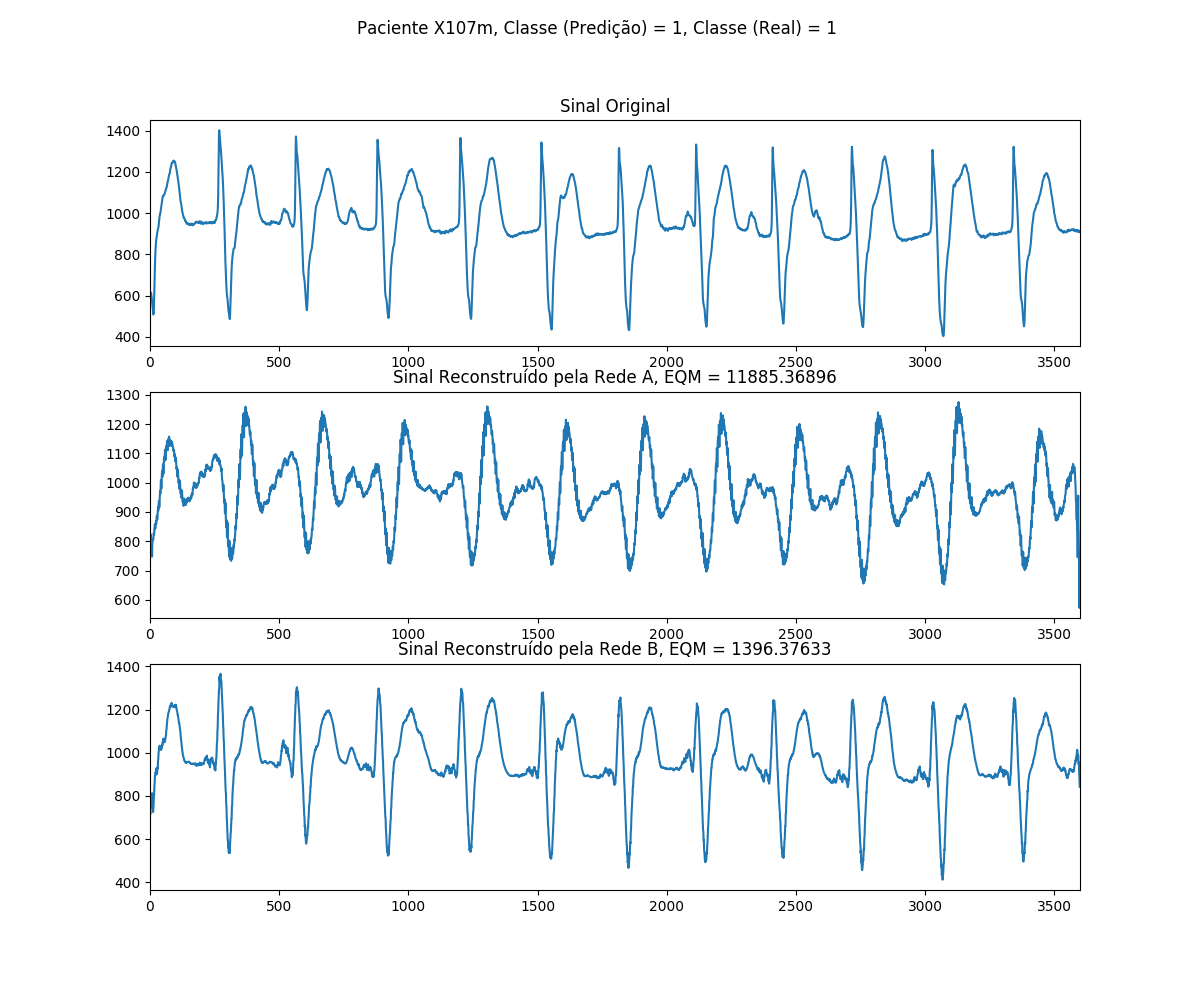 Paciente X107m, Classe (Predição) = 1, Classe (Real) = 1
Sinal Original
1400
1200
1000
800
600
400
0 500 1000 1500 2000 2500 3000 3500
Sinal Reconstruído pela Rede A, EQM = 11885.36896
1300
1200
1100
1000
900
800
700
600
0 500 1000 1500 2000 2500 3000 3500
Sinal Reconstruído pela Rede B, EQM = 1396.37633
1400
1200
1000
800
600
400
0 500 1000 1500 2000 2500 3000 3500